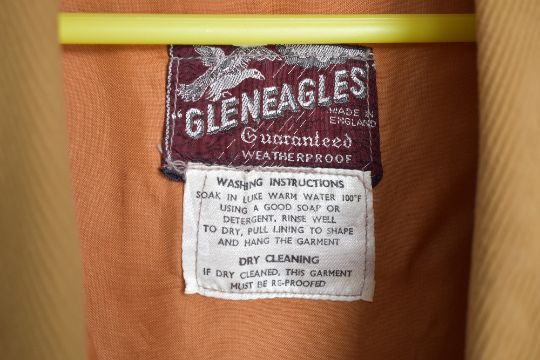 "GLENEAGLES"
MADE IN
ENGLAND
Guaranteed
WEATHERPROOF
WASHING INSTRUCTIONS
SOAK IN LUKE WARM WATER 100°F
USING A GOOD SOAP OR
DETERGENT. RINSE WELL
TO DRY, PULL LINING TO SHAPE
AND HANG THE GARMENT
DRY CLEANING
IF DRY CLEANED, THIS GARMENT
MUST BE RE-PROOFED